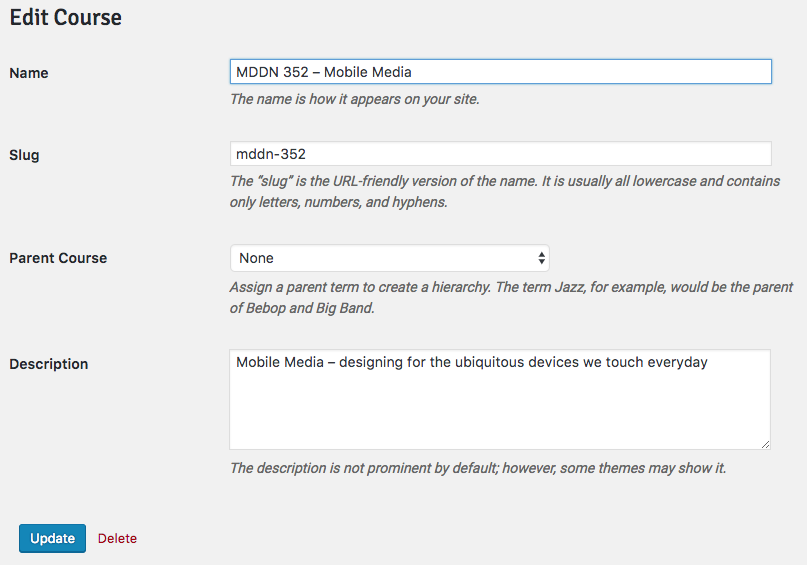 Edit Course
Name
MDDN 352 – Mobile Media
The name is how it appears on your site.
Slug
mddn-352
The “slug” is the URL-friendly version of the name. It is usually all lowercase and contains
only letters, numbers, and hyphens.
Parent Course
None
Assign a parent term to create a hierarchy. The term Jazz, for example, would be the parent
of Bebop and Big Band.
Description
Mobile Media – designing for the ubiquitous devices we touch everyday
The description is not prominent by default; however, some themes may show it.
Update Delete